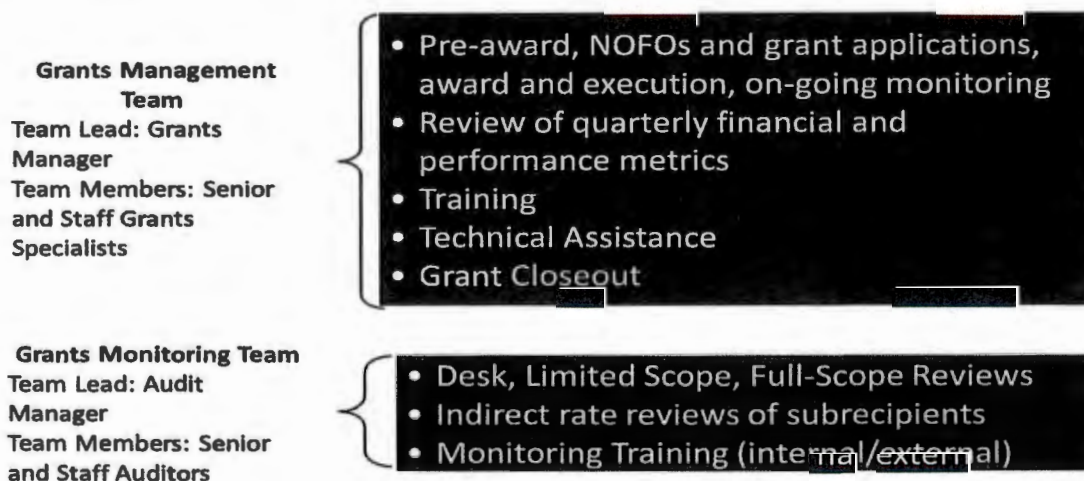 Grants Management
Team
Team Lead: Grants
Manager
Team Members: Senior
and Staff Grants
Specialists
• Pre-award, NOFOs and grant applications,
award and execution, on-going monitoring
• Review of quarterly financial and
performance metrics
• Training
• Technical Assistance
• Grant Closeout
Grants Monitoring Team
Team Lead: Audit
Manager
Team Members: Senior
and Staff Auditors
• Desk, Limited Scope, Full-Scope Reviews
• Indirect rate reviews of subrecipients
• Monitoring Training (internal/external)